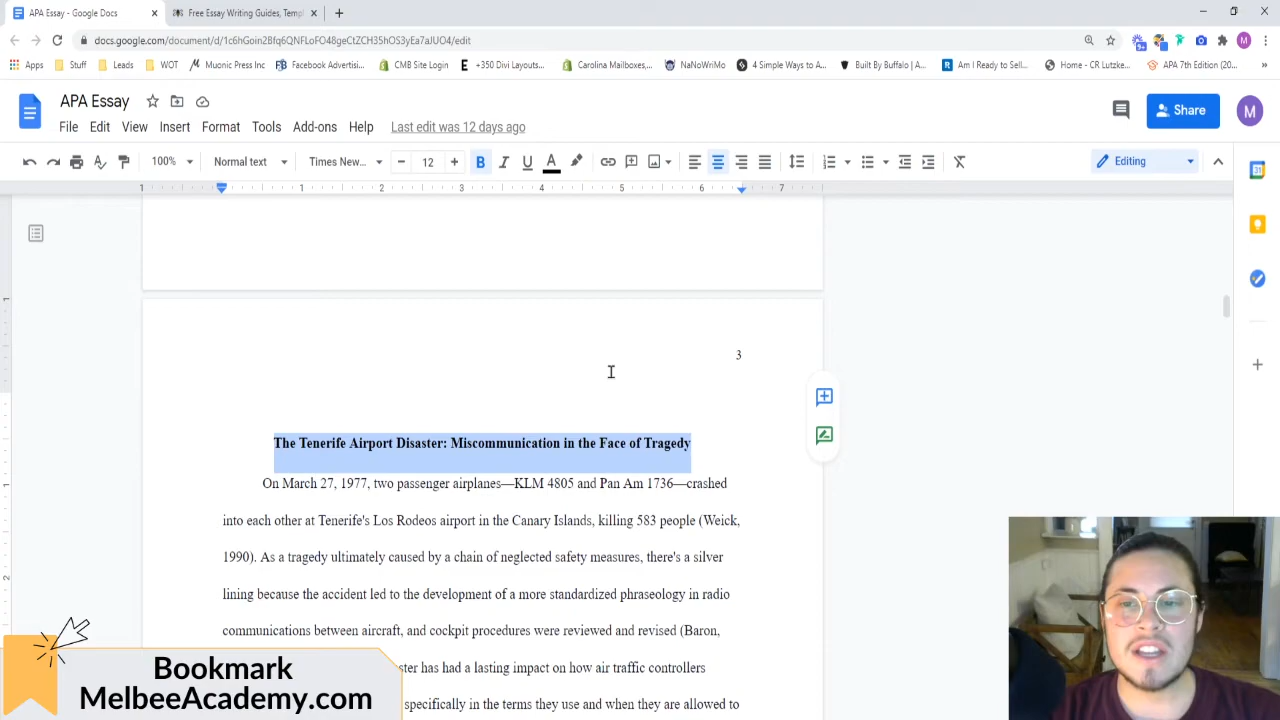 APA Essay - Google Docs
Free Essay Writing Guides, Templ
docs.google.com/document/d/1c6hGoin2Bfq6QNFLoFO48geCtZCH35hOS3yEa7aJUO4/edit
Apps Stuff Leads WOT Muonic Press Inc Facebook Advertisi... CMB Site Login +350 Divi Layouts... Carolina Mailboxes,... NaNoWriMo 4 Simple Ways to A... Built By Buffalo | A... Am I Ready to Sell... Home - CR Lutzke... APA 7th Edition (20... »
APA Essay
Share
M
File Edit View Insert Format Tools Add-ons Help Last edit was 12 days ago
100% Normal text Times New... 12 B I U A Editing
1 1 2 3 4 5 6 7
3
The Tenerife Airport Disaster: Miscommunication in the Face of Tragedy
On March 27, 1977, two passenger airplanes—KLM 4805 and Pan Am 1736—crashed
into each other at Tenerife's Los Rodeos airport in the Canary Islands, killing 583 people (Weick,
1990). As a tragedy ultimately caused by a chain of neglected safety measures, there's a silver
lining because the accident led to the development of a more standardized phraseology in radio
communications between aircraft, and cockpit procedures were reviewed and revised (Baron,
ster has had a lasting impact on how air traffic controllers
specifically in the terms they use and when they are allowed to
Bookmark
MelbeeAcademy.com